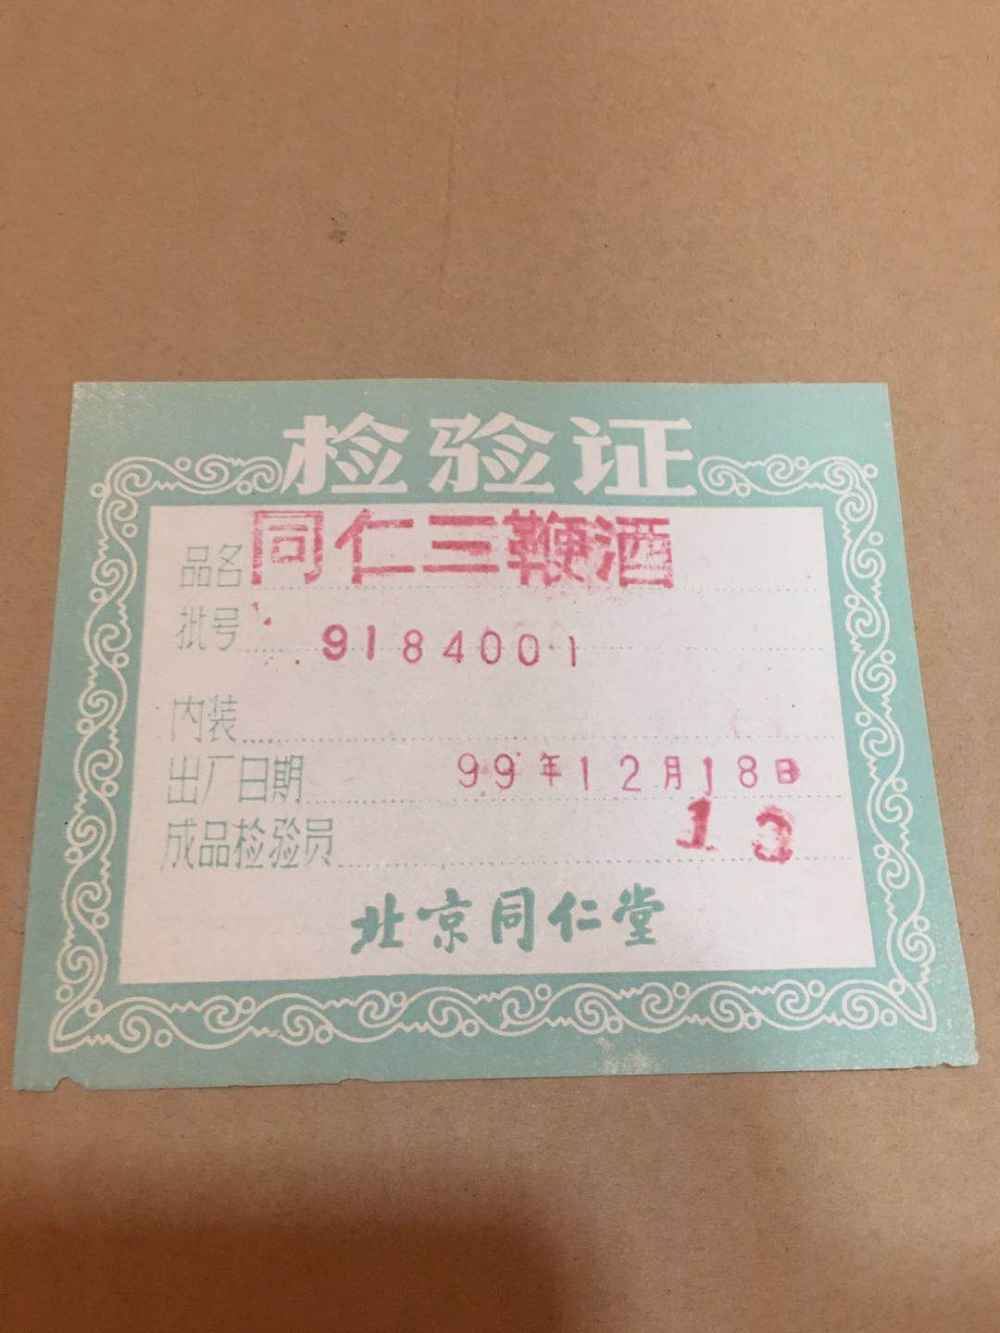 检验证
品名 同仁三鞭酒
批号 9184001
内装
出厂日期 99年12月18日
成品检验员 13
北京同仁堂